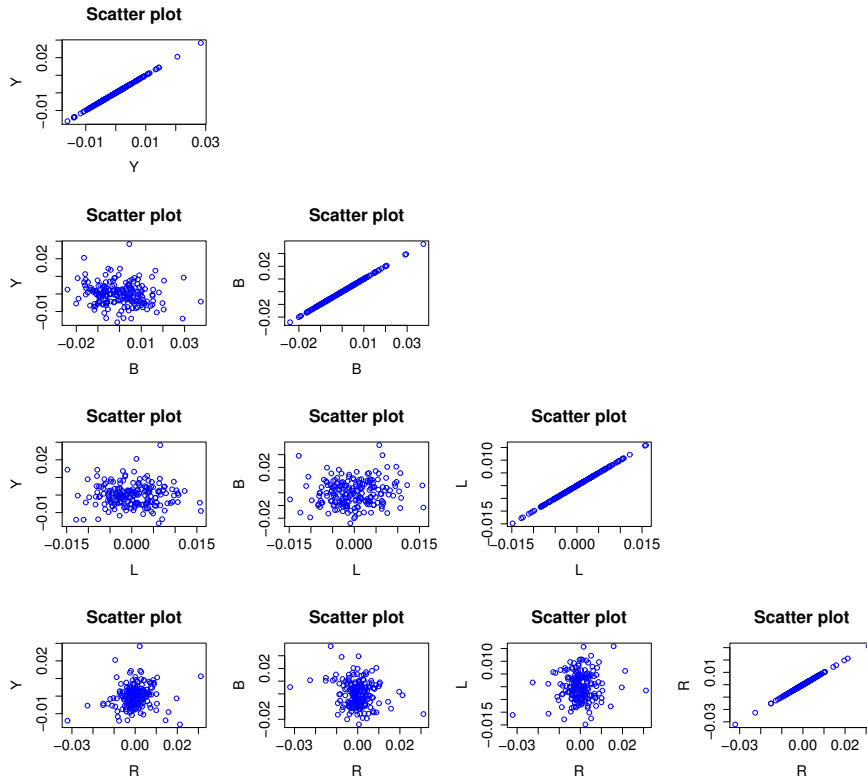 Scatter plot
Y
0.02
−0.01
−0.01 0.01 0.03
Y
Scatter plot Scatter plot
Y B
0.02 0.02
−0.01 −0.02
−0.02 0.01 0.03 −0.02 0.01 0.03
B B
Scatter plot Scatter plot Scatter plot
Y B L
0.02 0.02 0.010
−0.01 −0.02 −0.015
−0.015 0.000 0.015 −0.015 0.000 0.015 −0.015 0.000 0.015
L L L
Scatter plot Scatter plot Scatter plot Scatter plot
Y B L R
0.02 0.02 0.010 0.01
−0.01 −0.02 −0.015 −0.03
−0.03 0.00 0.02 −0.03 0.00 0.02 −0.03 0.00 0.02 −0.03 0.00 0.02
R R R R